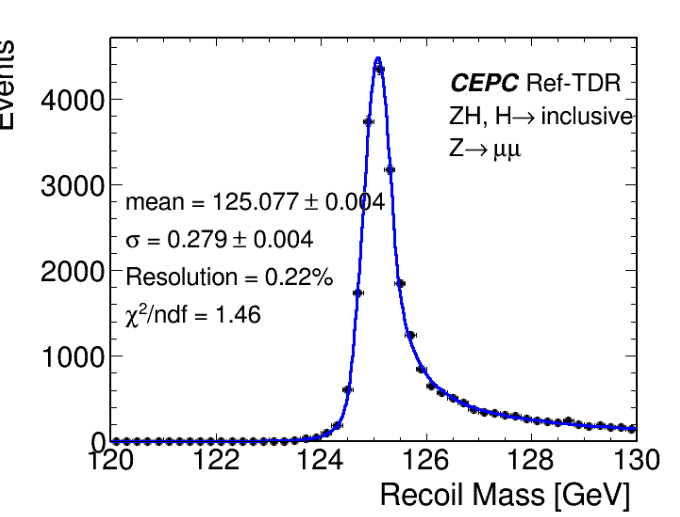 Events
4000
3000
2000
1000
0
CEPC Ref-TDR
ZH, H→ inclusive
Z→ μμ
mean = 125.077 ± 0.004
σ = 0.279 ± 0.004
Resolution = 0.22%
χ²/ndf = 1.46
120 122 124 126 128 130
Recoil Mass [GeV]